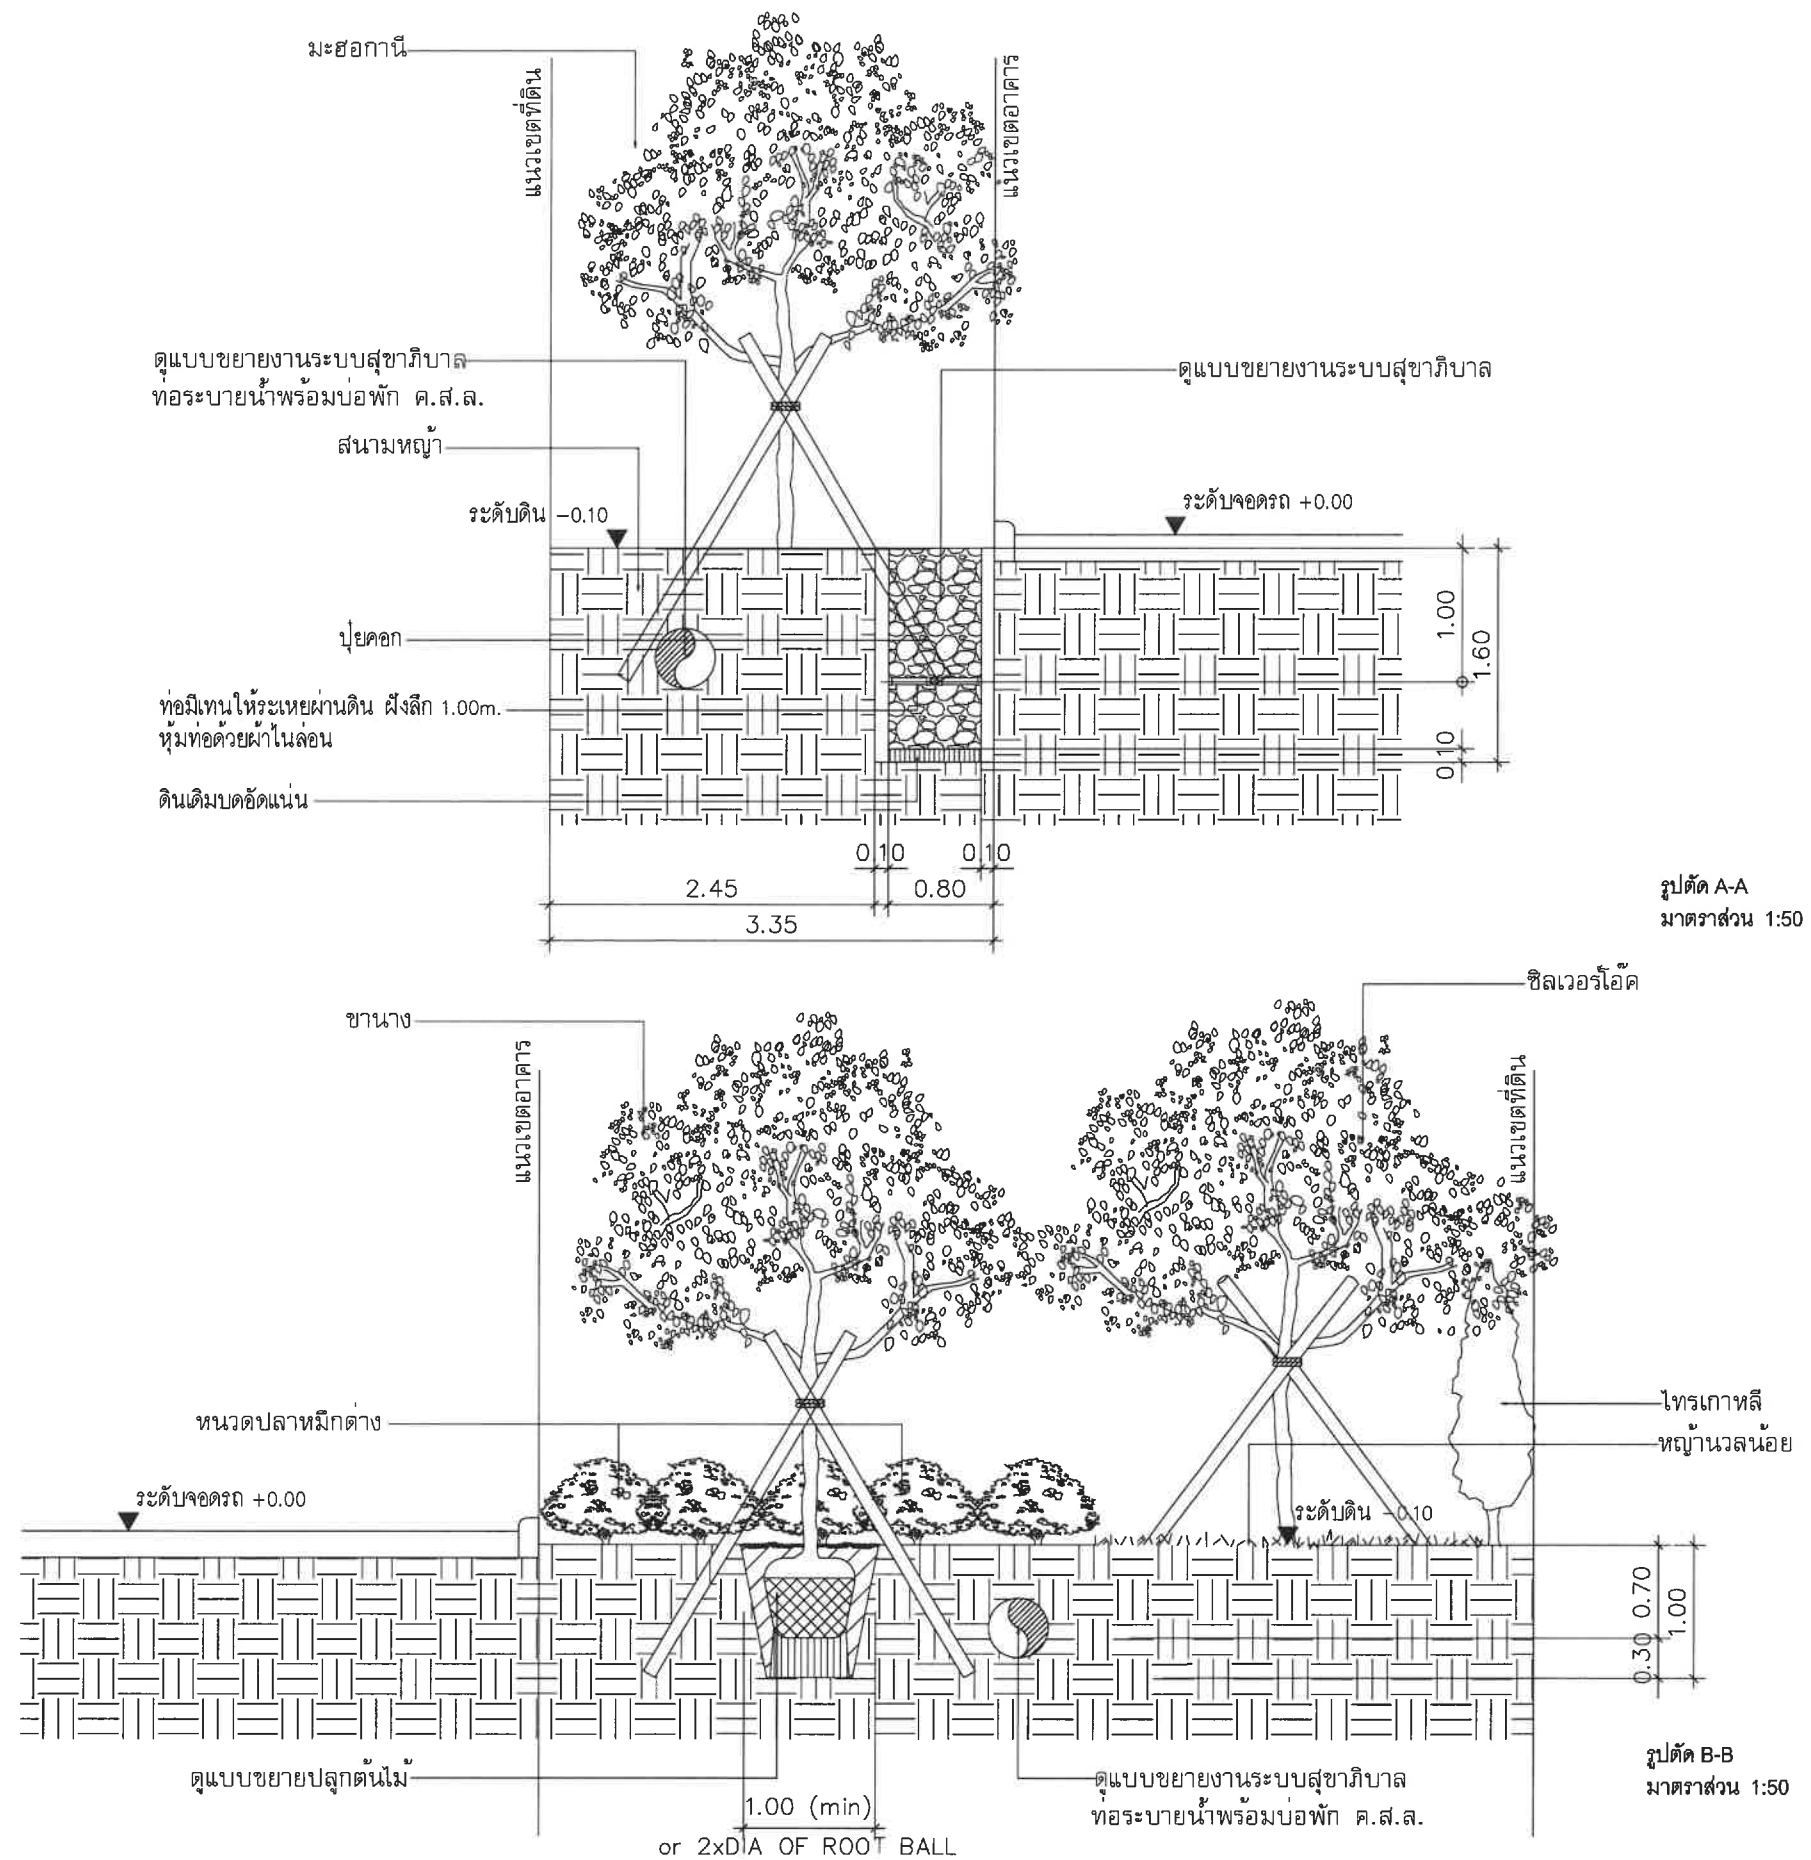 มะฮอกานี
แนวเขตที่ดิน
แนวเขตอาคาร
ดูแบบขยายงานระบบสุขาภิบาล
ท่อระบายน้ำพร้อมบ่อพัก ค.ส.ล.
ดูแบบขยายงานระบบสุขาภิบาล
สนามหญ้า
ระดับดิน -0.10
ระดับจอดรถ +0.00
ปุ๋ยคอก
ท่อมีเทนให้ระเหยผ่านดิน ฝังลึก 1.00m.
หุ้มท่อด้วยผ้าไนล่อน
ดินเดิมบดอัดแน่น
1.00
1.60
0.10
0.10
0.10
2.45
0.80
3.35
รูปตัด A-A
มาตราส่วน 1:50
ซิลเวอร์โอ๊ค
ขานาง
แนวเขตอาคาร
แนวเขตที่ดิน
ไทรเกาหลี
หนวดปลาหมึกด่าง
หญ้านวลน้อย
ระดับจอดรถ +0.00
ระดับดิน -0.10
0.70
0.30
1.00
รูปตัด B-B
มาตราส่วน 1:50
ดูแบบขยายปลูกต้นไม้
ดูแบบขยายงานระบบสุขาภิบาล
ท่อระบายน้ำพร้อมบ่อพัก ค.ส.ล.
1.00 (min)
or 2xDIA OF ROOT BALL